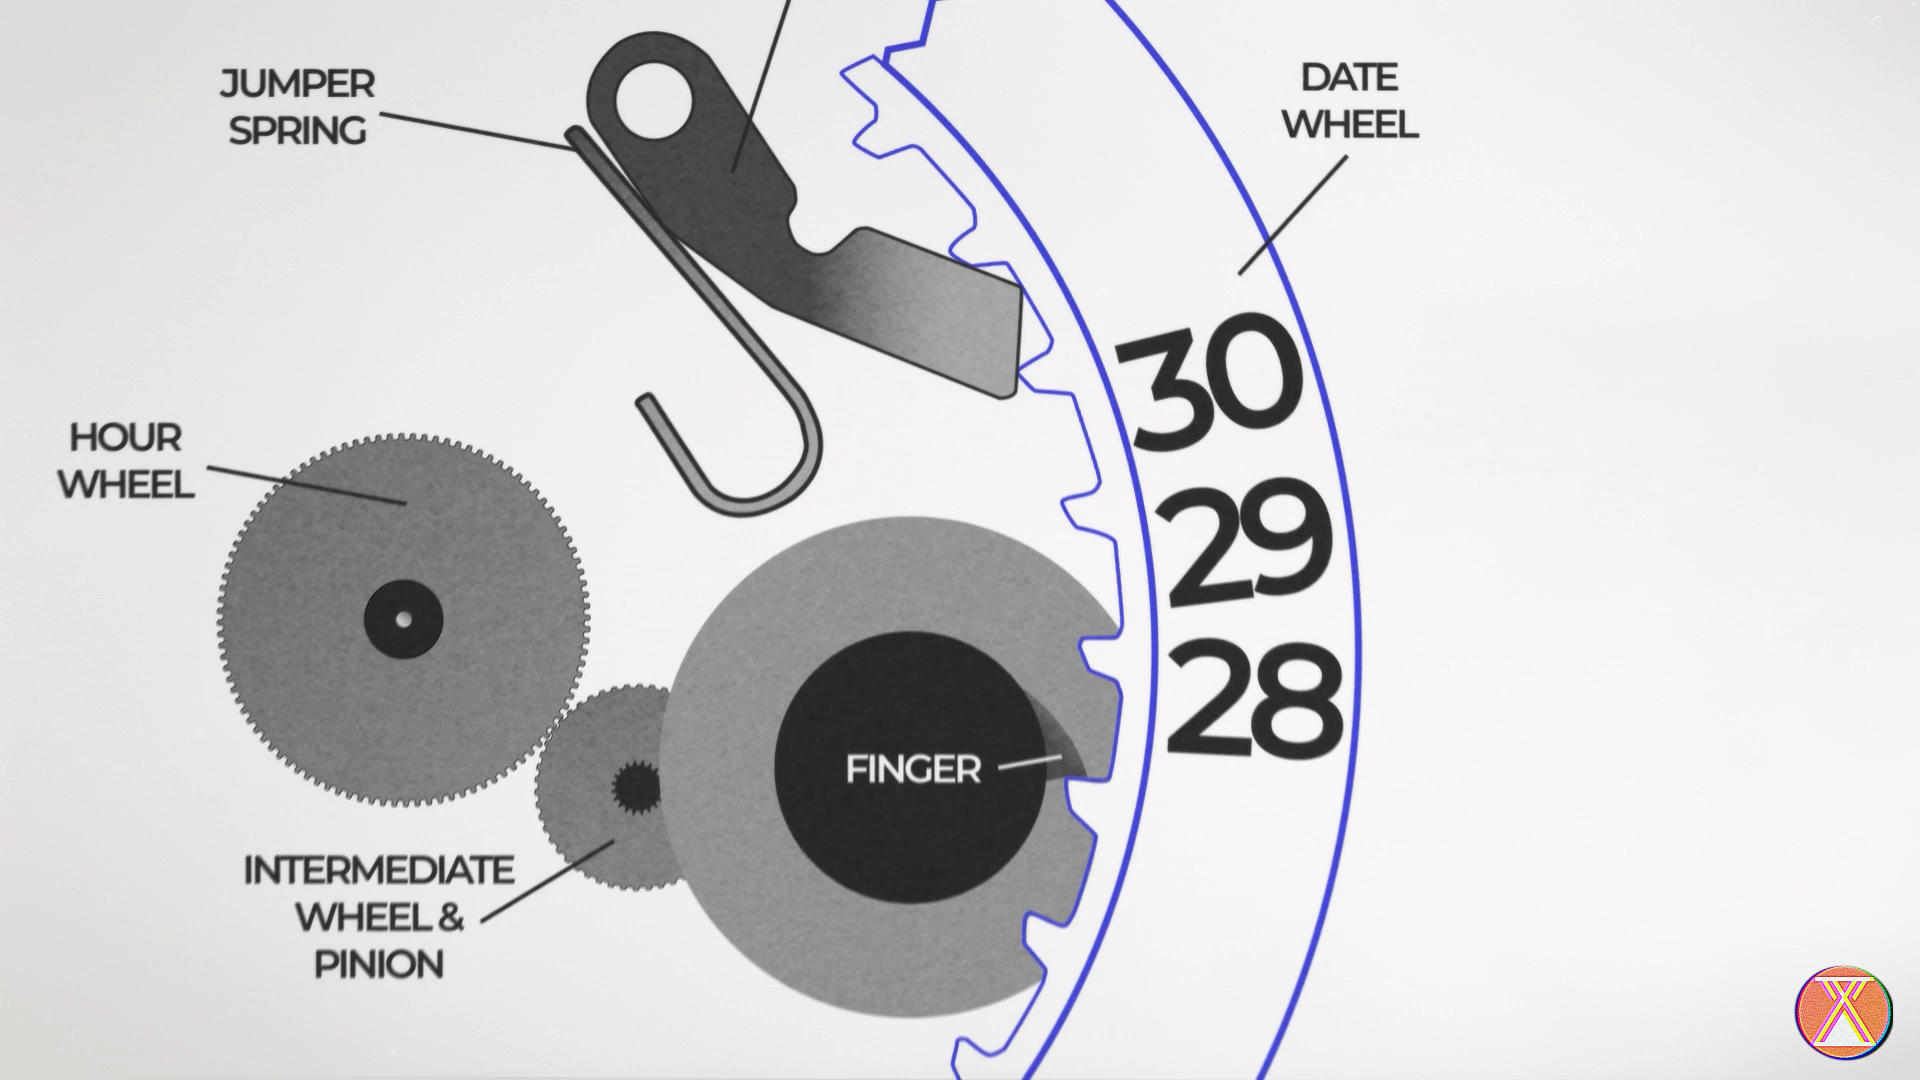 JUMPER
SPRING
DATE
WHEEL
30
HOUR
WHEEL
29
28
FINGER
INTERMEDIATE
WHEEL &
PINION